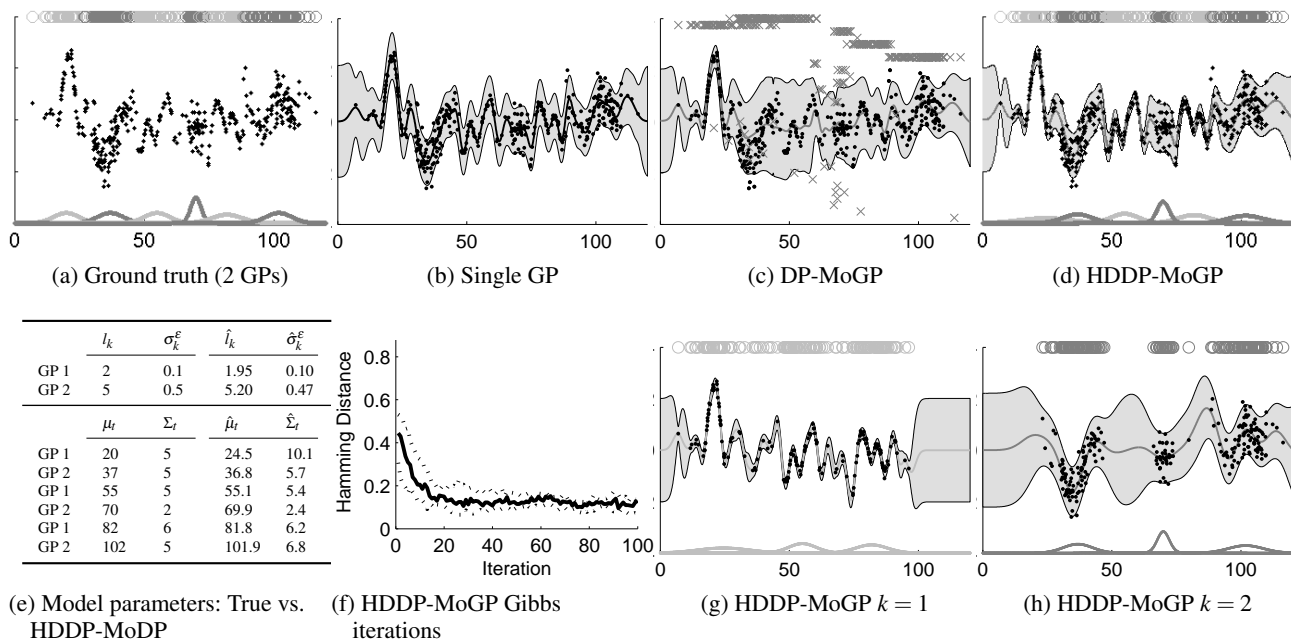 0 50 100
0 50 100
0 50 100
0 50 100
(a) Ground truth (2 GPs)
(b) Single GP
(c) DP-MoGP
(d) HDDP-MoGP
l_k σ_k^ε l̂_k σ̂_k^ε
GP 1 2 0.1 1.95 0.10
GP 2 5 0.5 5.20 0.47
μ_t Σ_t μ̂_t Σ̂_t
GP 1 20 5 24.5 10.1
GP 2 37 5 36.8 5.7
GP 1 55 5 55.1 5.4
GP 2 70 2 69.9 2.4
GP 1 82 6 81.8 6.2
GP 2 102 5 101.9 6.8
(e) Model parameters: True vs.
HDDP-MoDP
Hamming Distance
0.8
0.6
0.4
0.2
0
0 20 40 60 80 100
Iteration
(f) HDDP-MoGP Gibbs
iterations
0 50 100
(g) HDDP-MoGP k = 1
0 50 100
(h) HDDP-MoGP k = 2